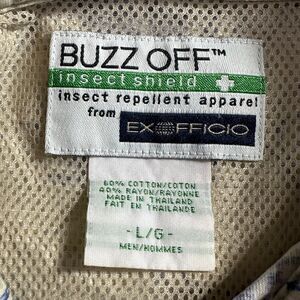 BUZZ OFF™
insect shield
insect repellent apparel
from EXOFFICIO
60% COTTON/COTON
40% RAYON/RAYONNE
MADE IN THAILAND
FAIT EN THAILANDE
- L/G -
MEN/HOMMES